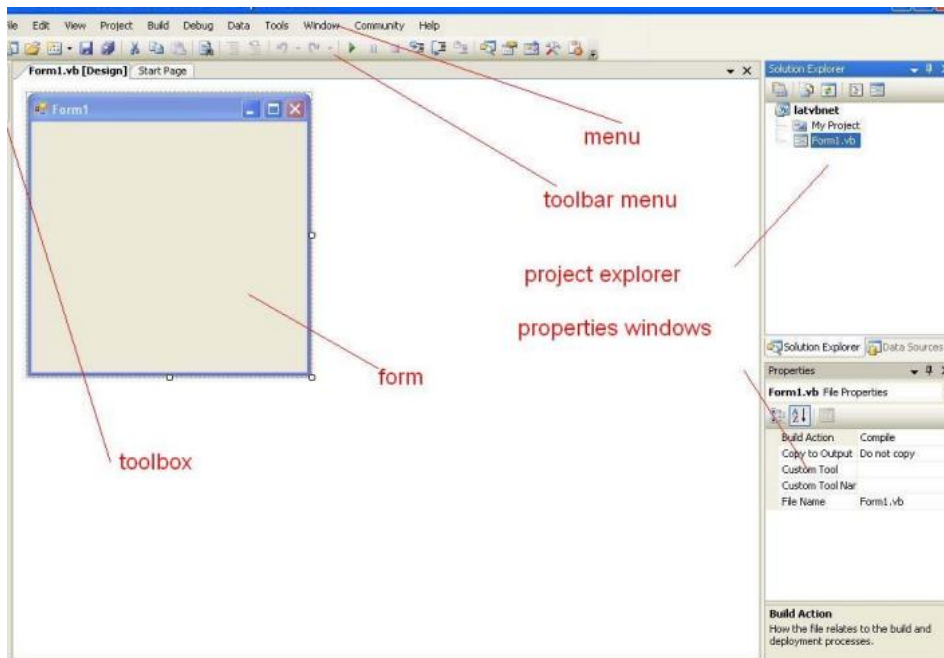 File Edit View Project Build Debug Data Tools Window Community Help
Form1.vb [Design] Start Page
Form1
menu
toolbar menu
project explorer
properties windows
form
toolbox
Solution Explorer
latvbnet
My Project
Form1.vb
Solution Explorer Data Sources
Properties
Form1.vb File Properties
Build Action Compile
Copy to Output Do not copy
Custom Tool
Custom Tool Nar
File Name Form1.vb
Build Action
How the file relates to the build and
deployment processes.